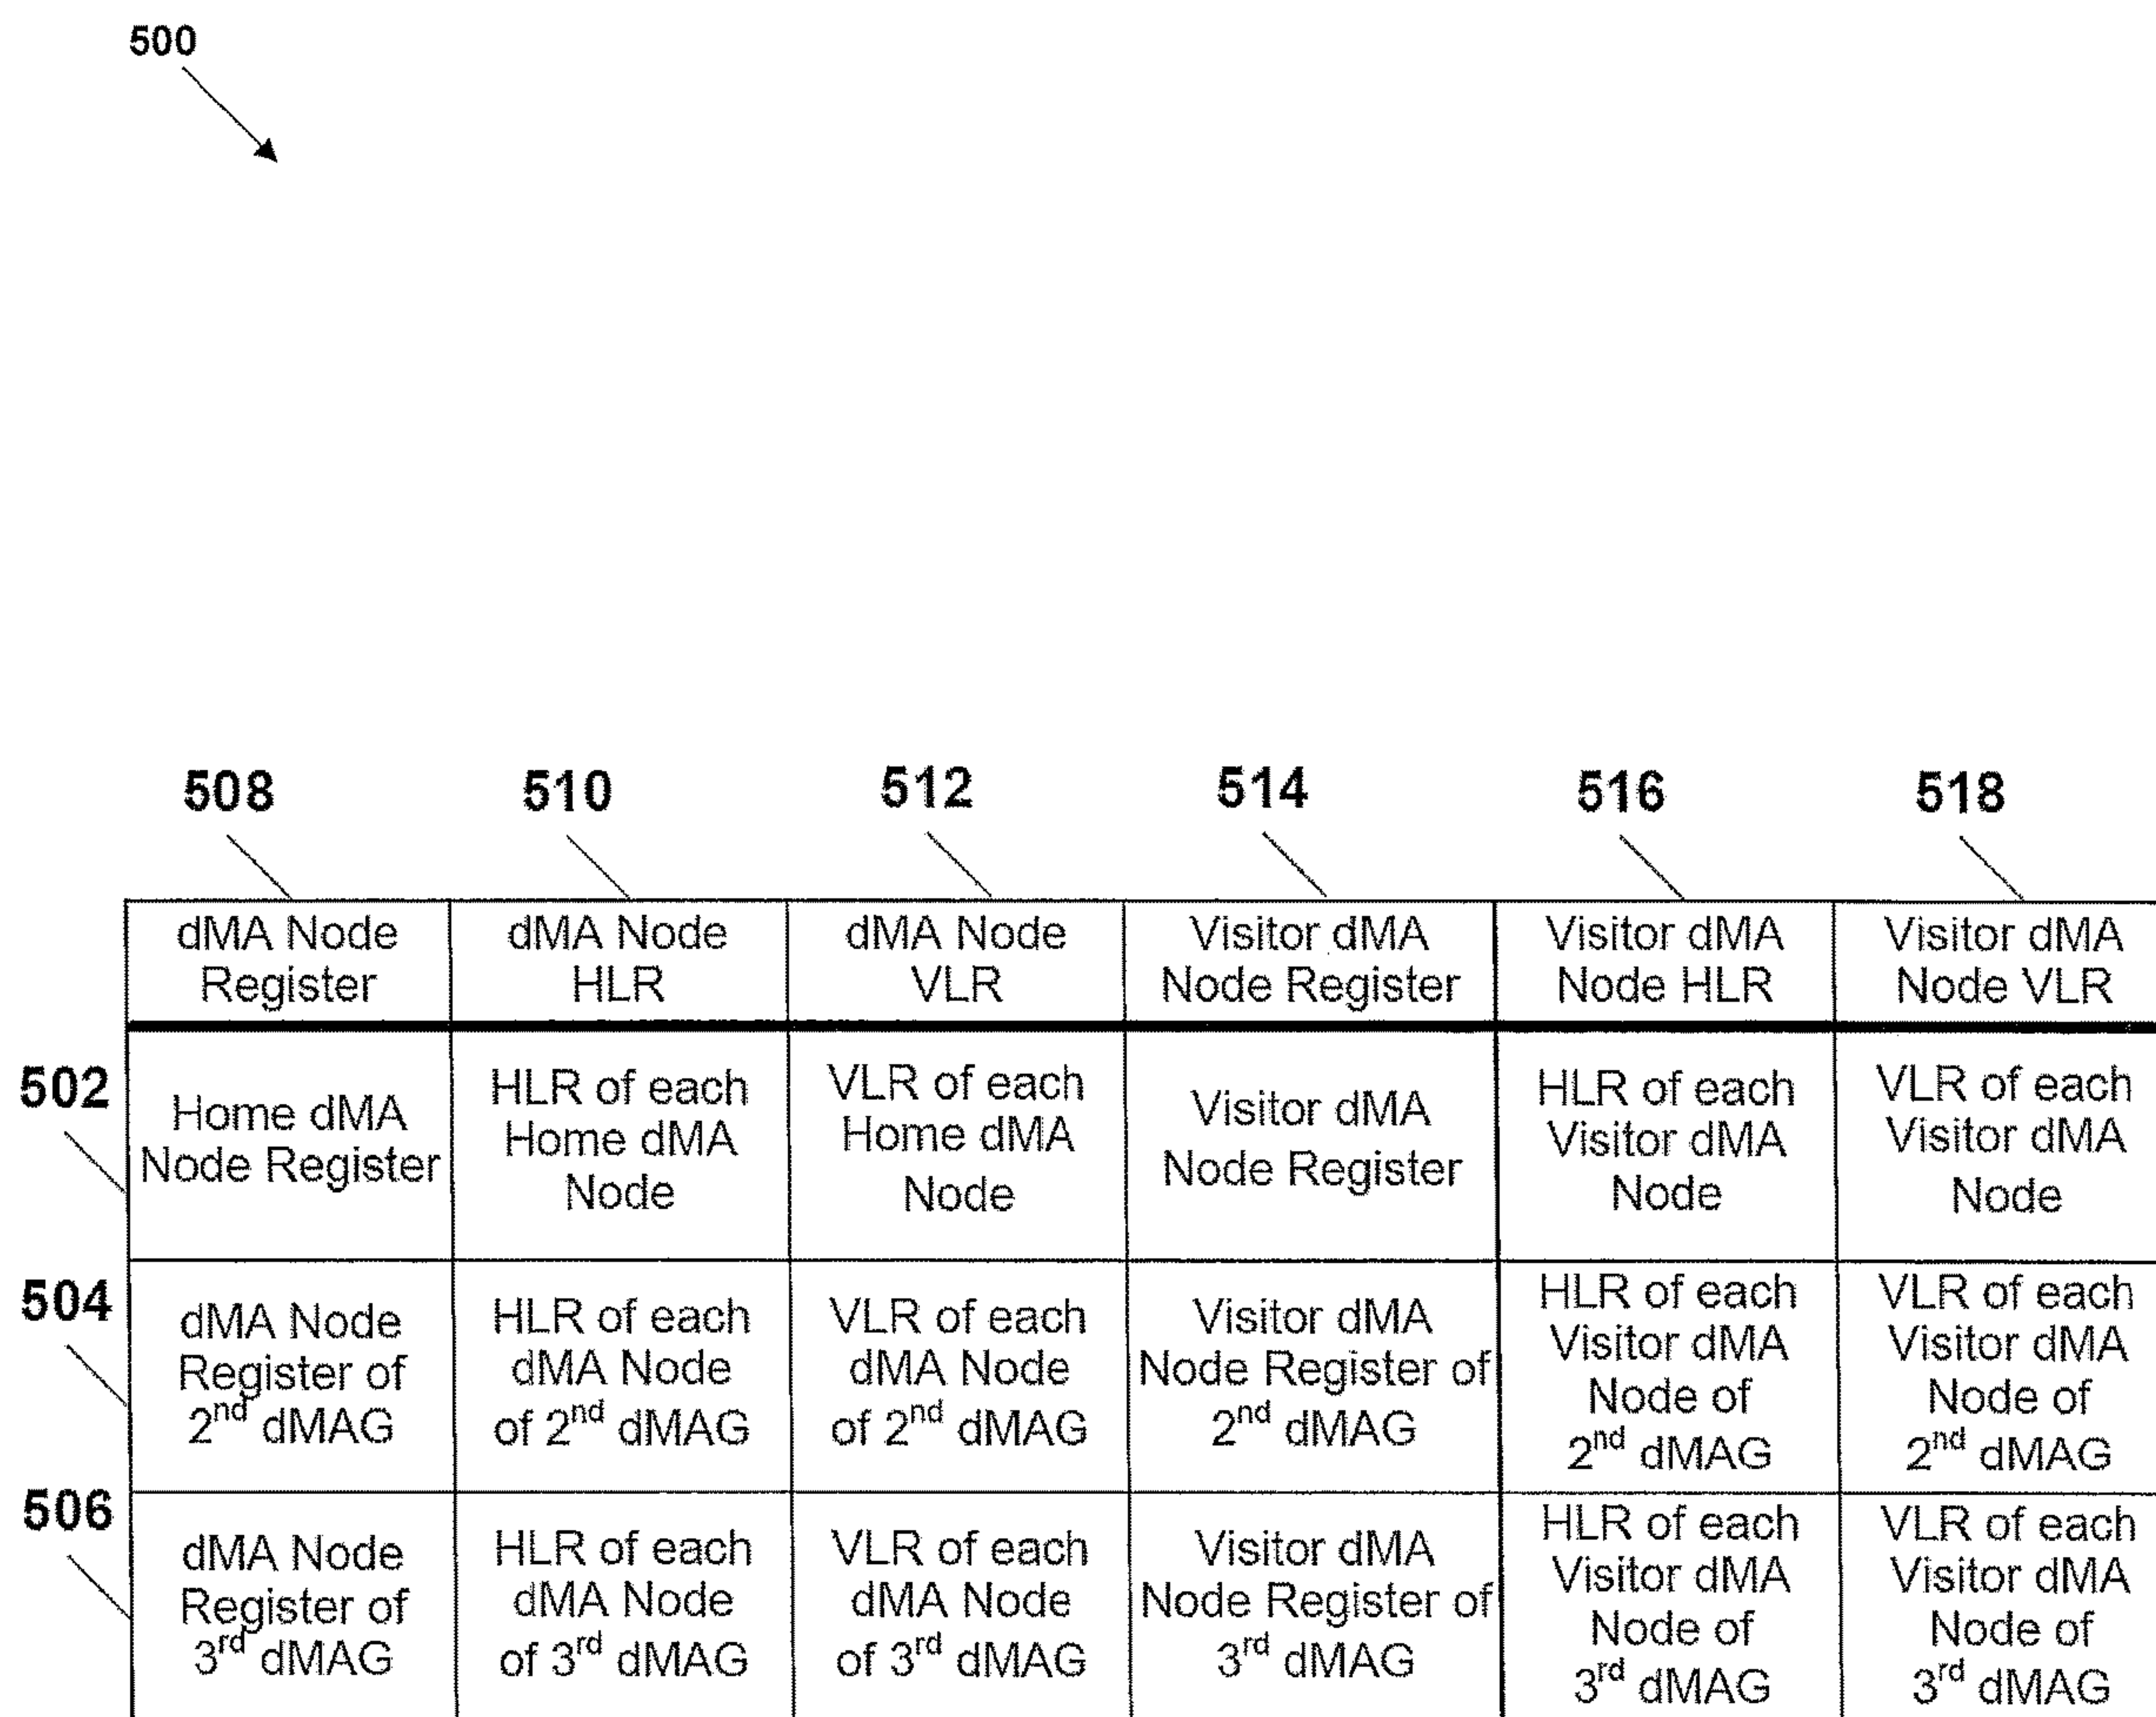 500
508 510 512 514 516 518
dMA Node
Register
dMA Node
HLR
dMA Node
VLR
Visitor dMA
Node Register
Visitor dMA
Node HLR
Visitor dMA
Node VLR
502
Home dMA
Node Register
HLR of each
Home dMA
Node
VLR of each
Home dMA
Node
Visitor dMA
Node Register
HLR of each
Visitor dMA
Node
VLR of each
Visitor dMA
Node
504
dMA Node
Register of
2nd dMAG
HLR of each
dMA Node
of 2nd dMAG
VLR of each
dMA Node
of 2nd dMAG
Visitor dMA
Node Register of
2nd dMAG
HLR of each
Visitor dMA
Node of
2nd dMAG
VLR of each
Visitor dMA
Node of
2nd dMAG
506
dMA Node
Register of
3rd dMAG
HLR of each
dMA Node
of 3rd dMAG
VLR of each
dMA Node
of 3rd dMAG
Visitor dMA
Node Register of
3rd dMAG
HLR of each
Visitor dMA
Node of
3rd dMAG
VLR of each
Visitor dMA
Node of
3rd dMAG